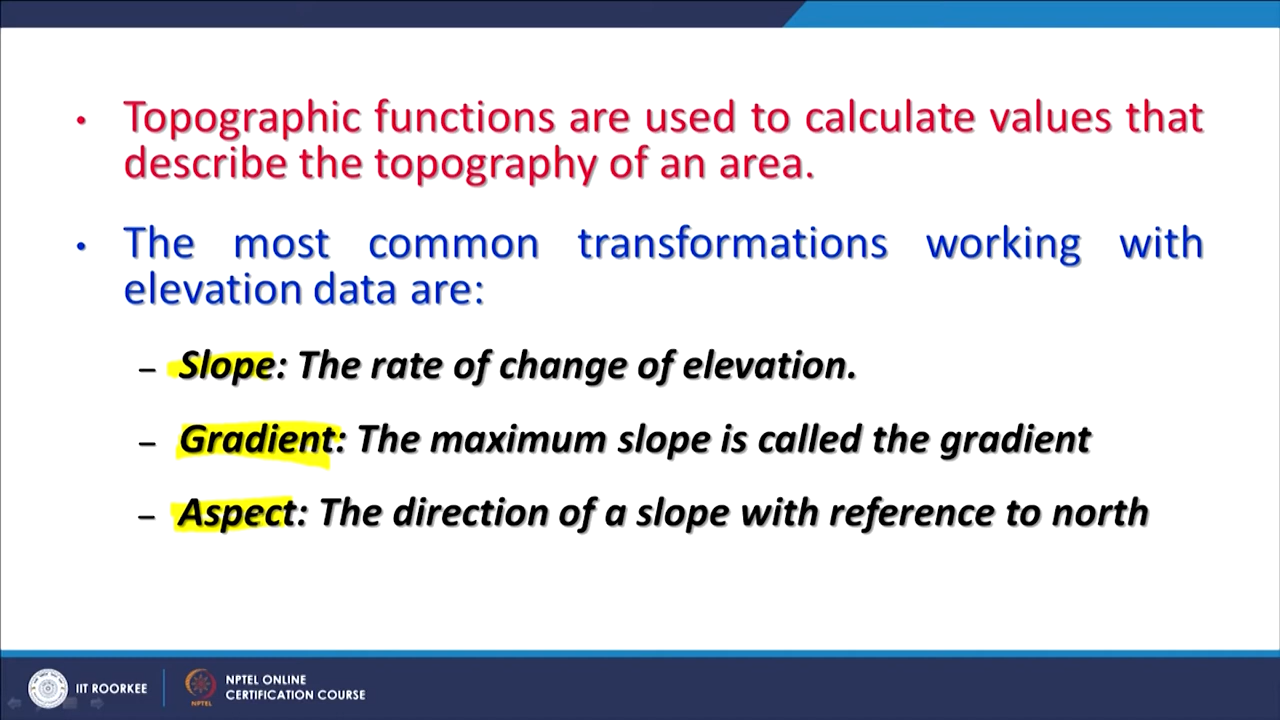 • Topographic functions are used to calculate values that
describe the topography of an area.
• The most common transformations working with
elevation data are:
– Slope: The rate of change of elevation.
– Gradient: The maximum slope is called the gradient
– Aspect: The direction of a slope with reference to north
IIT ROORKEE
NPTEL
NPTEL ONLINE
CERTIFICATION COURSE